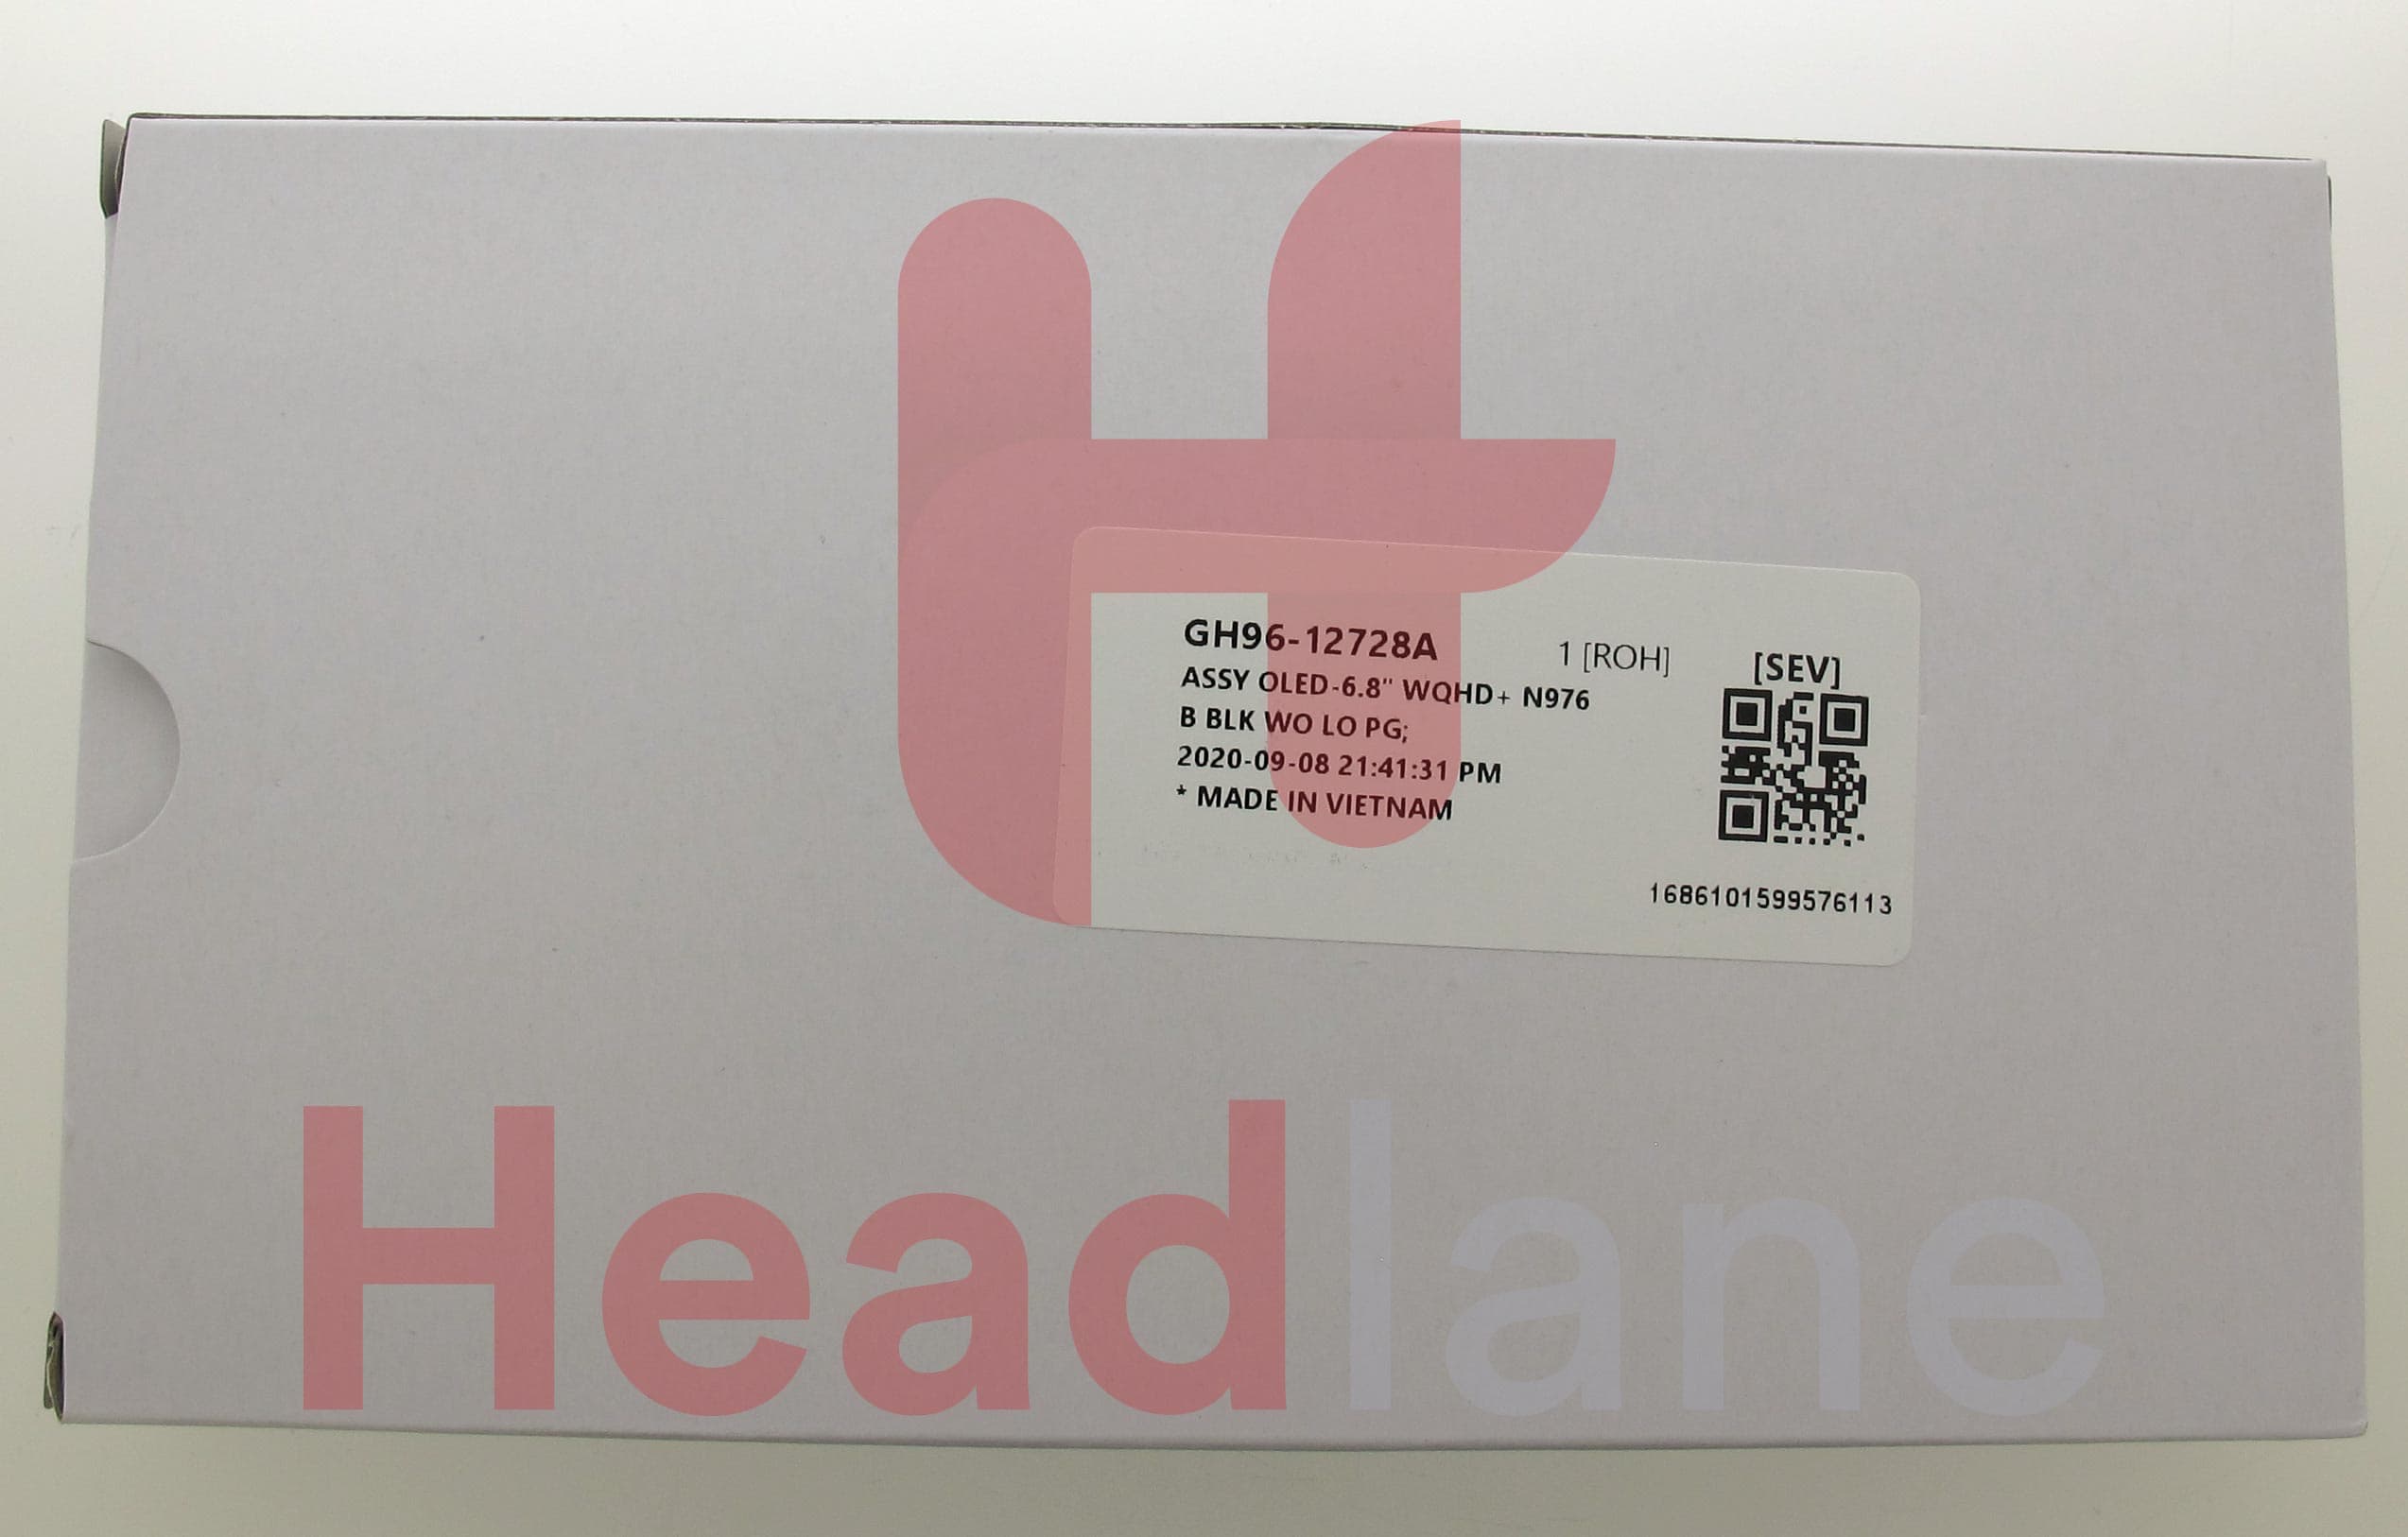 GH96-12728A 1 [ROH] [SEV]
ASSY OLED-6.8" WQHD+ N976
B BLK WO LO PG;
2020-09-08 21:41:31 PM
* MADE IN VIETNAM
1686101599576113
Headlane